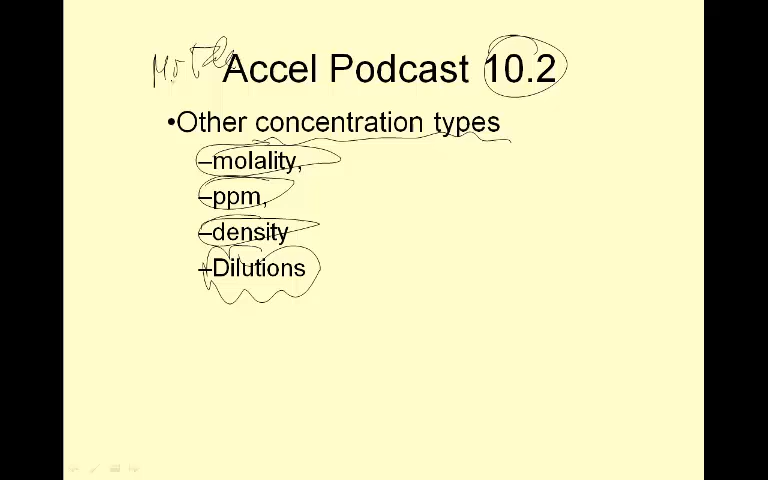 Accel Podcast 10.2
•Other concentration types
–molality,
–ppm,
–density
–Dilutions